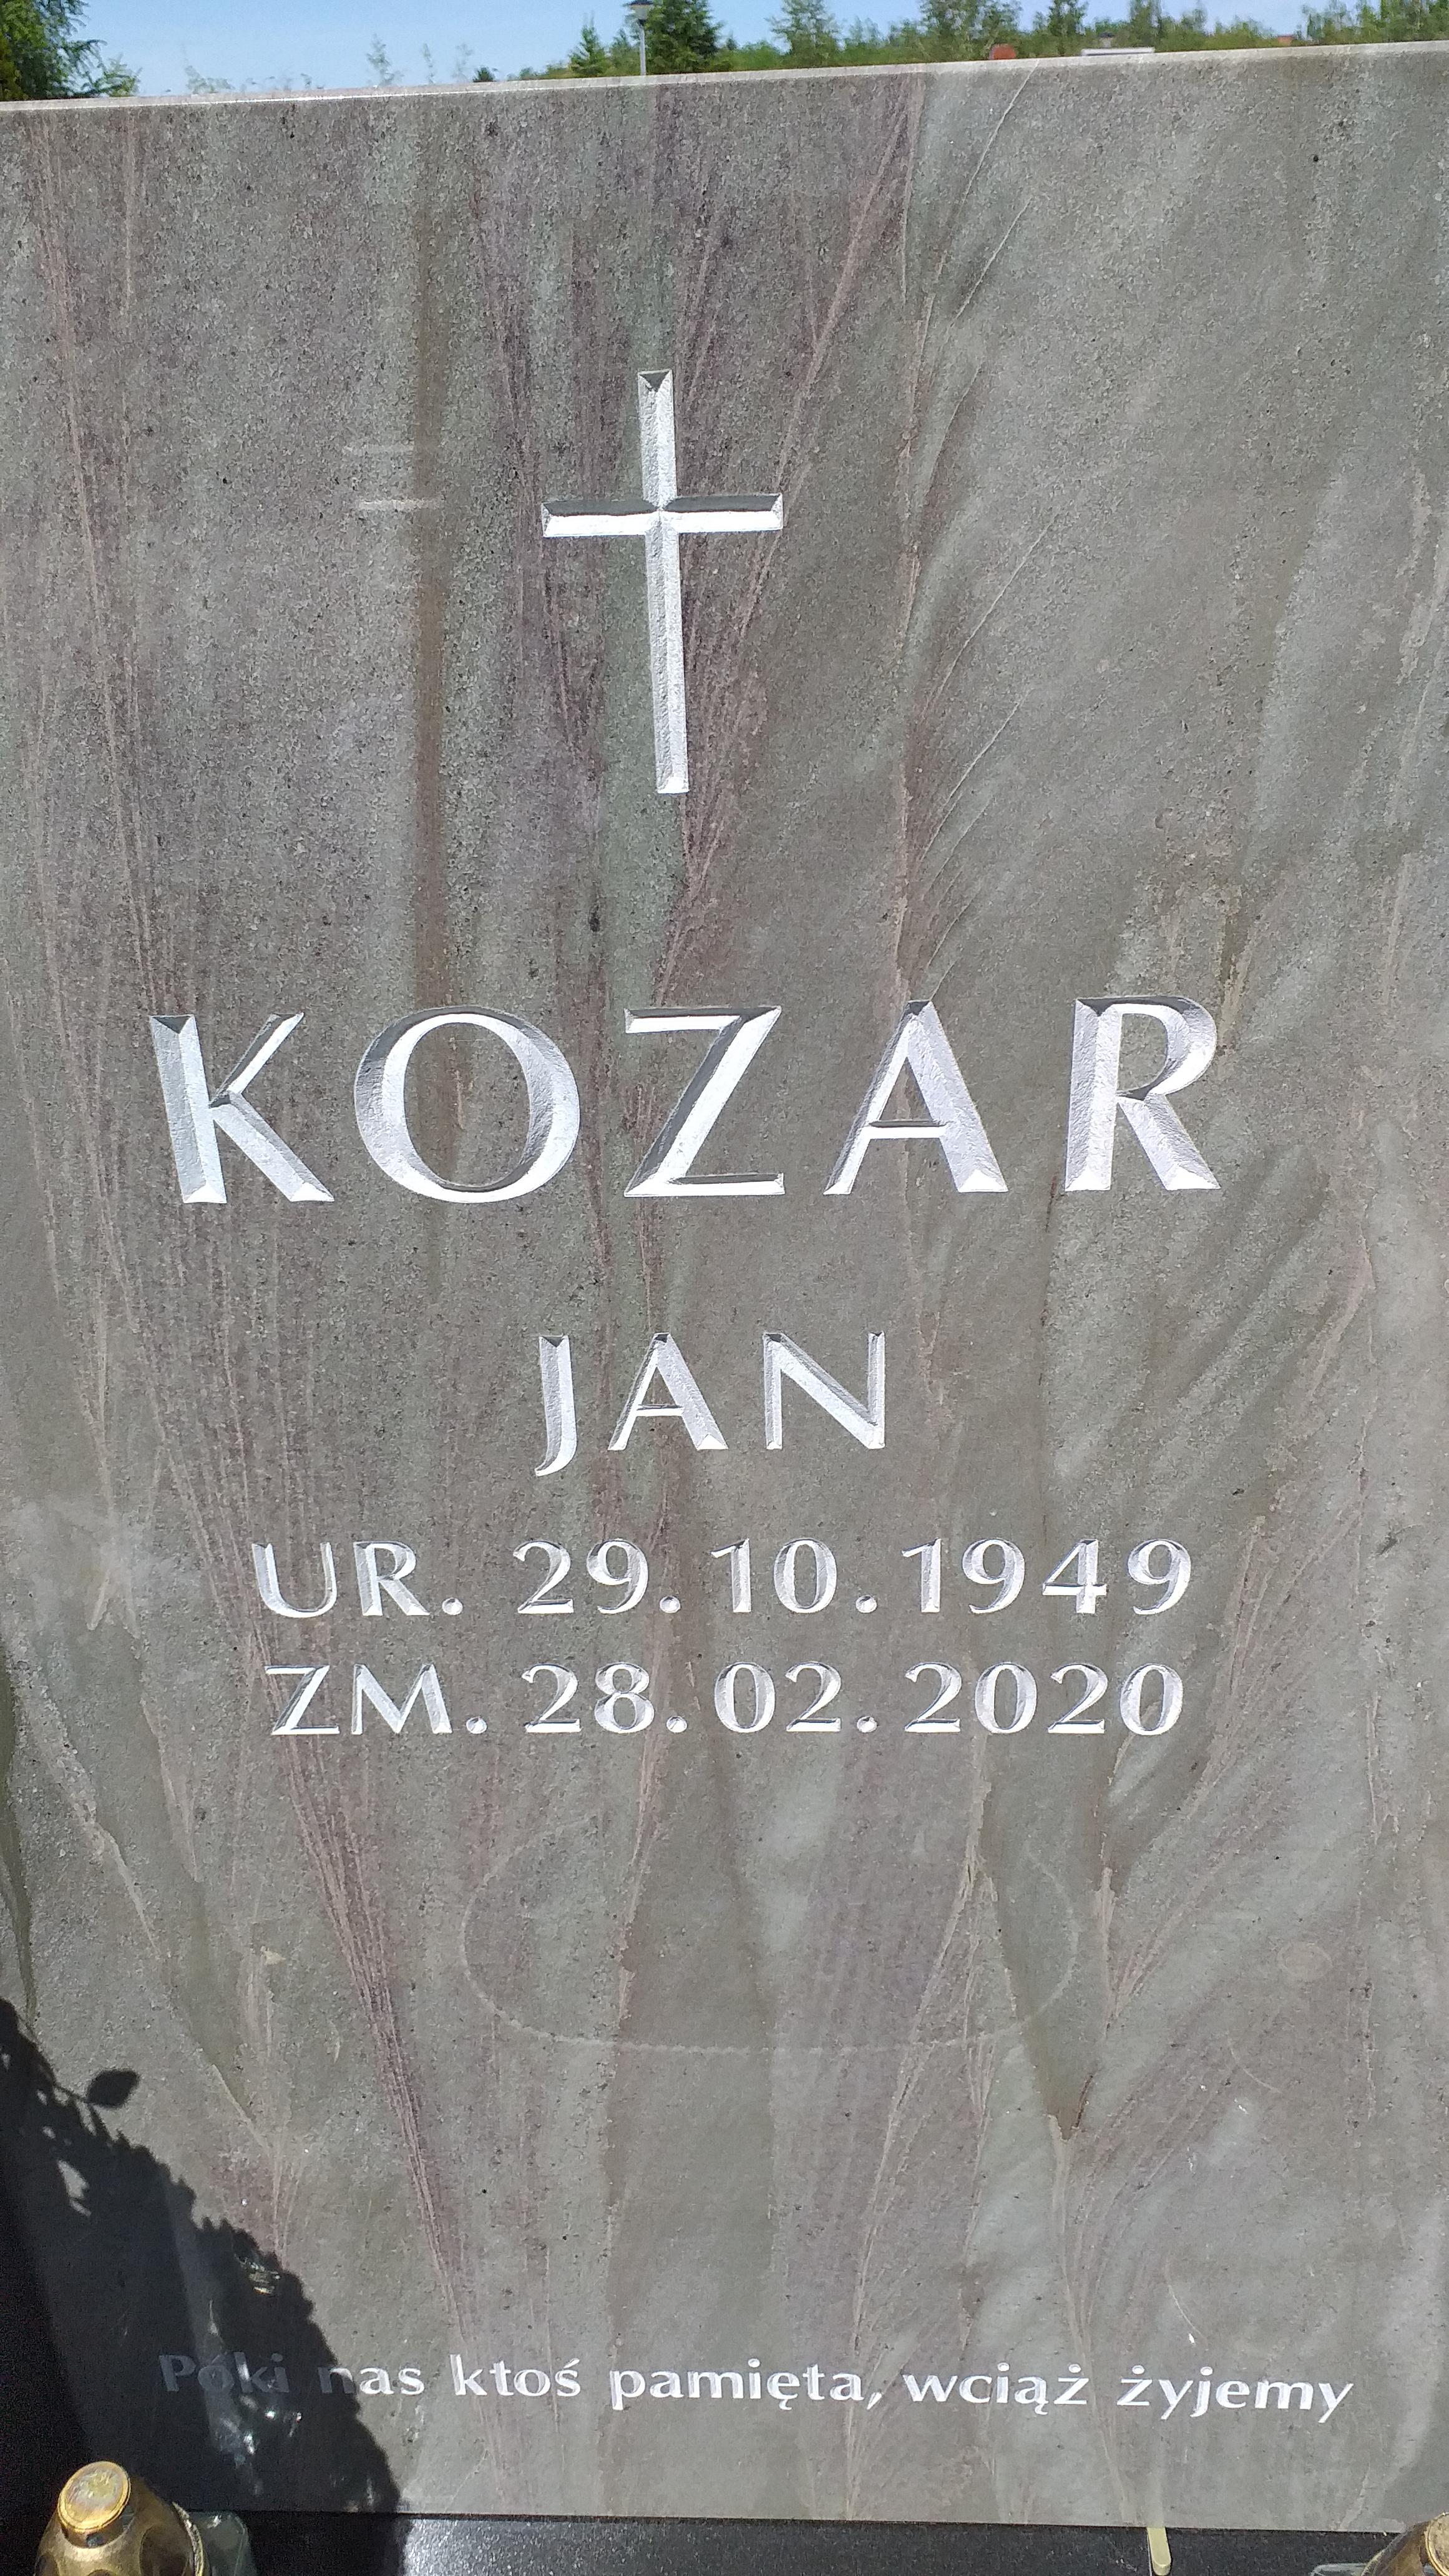 KOZAR
JAN
UR. 29.10.1949
ZM. 28.02.2020
Póki nas ktoś pamięta, wciąż żyjemy